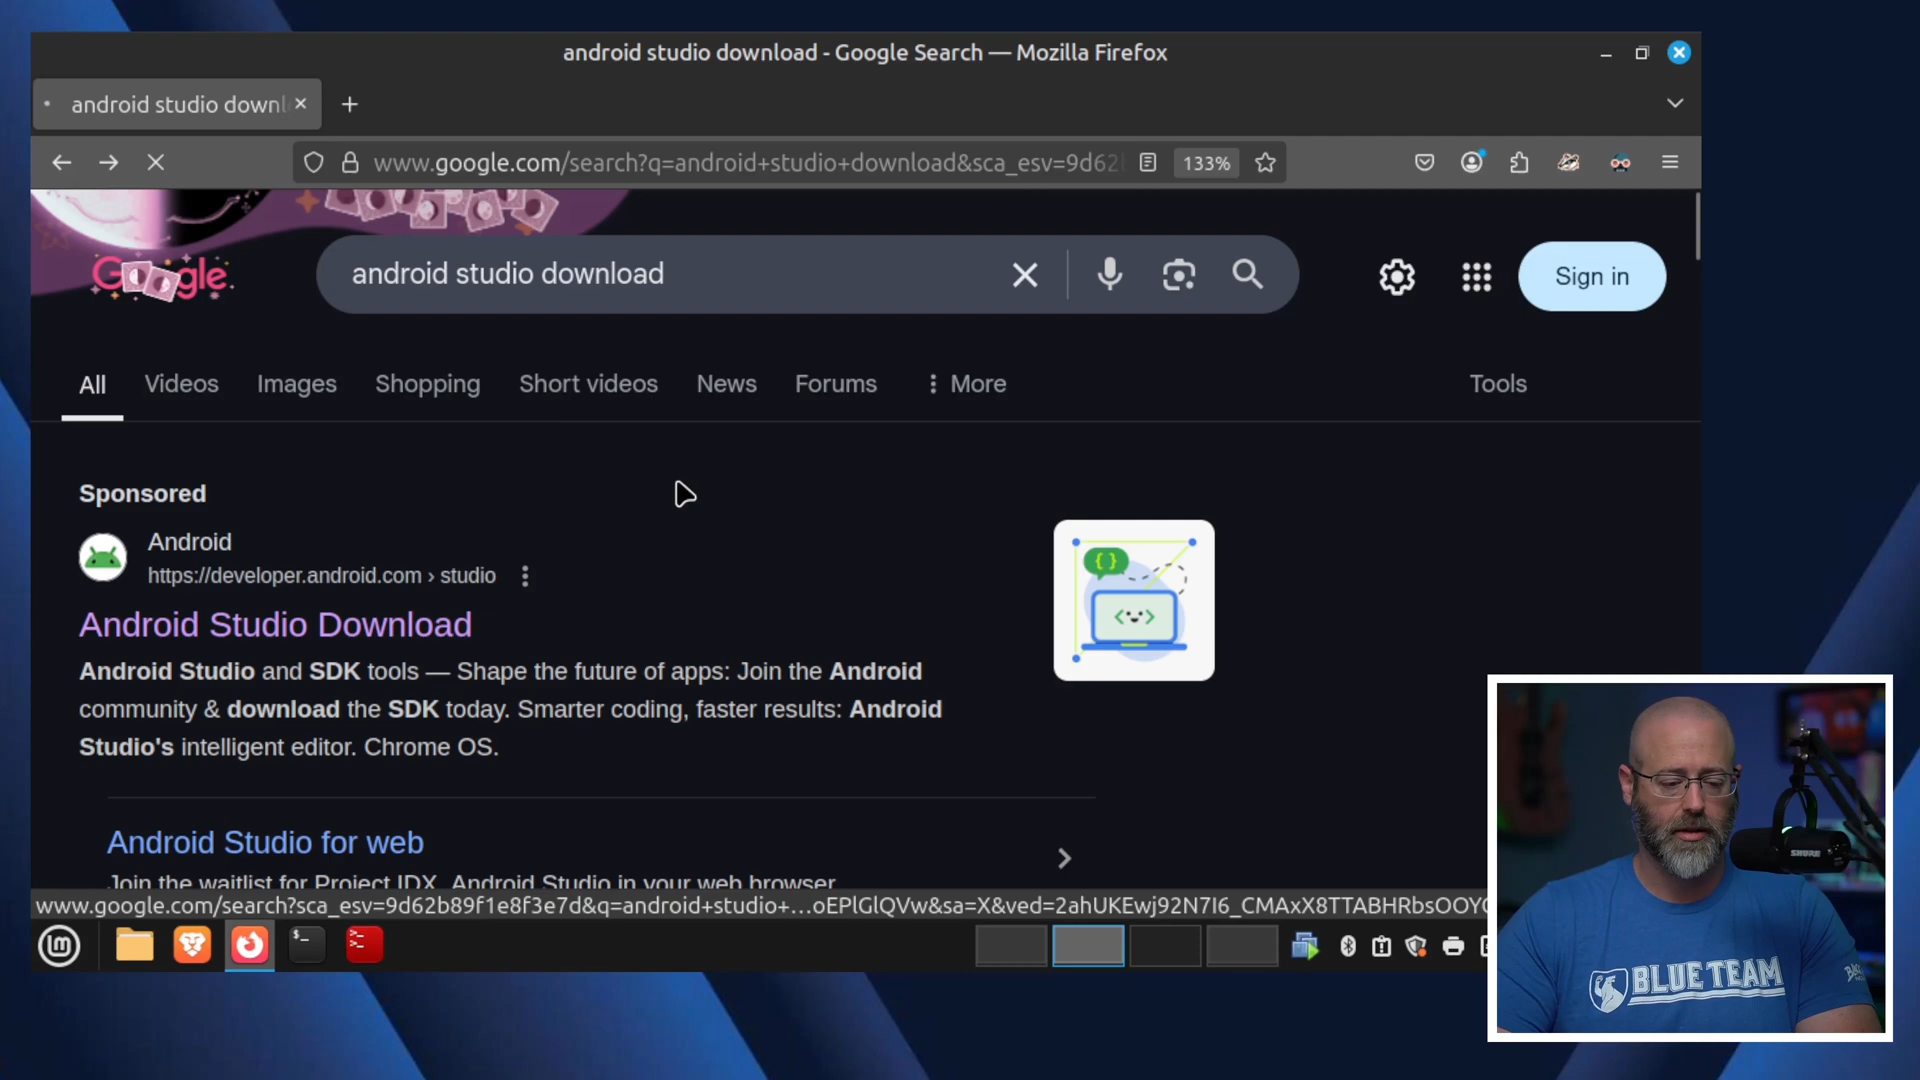 android studio download - Google Search — Mozilla Firefox
android studio downl
www.google.com/search?q=android+studio+download&sca_esv=9d62
133%
android studio download
Sign in
All
Videos
Images
Shopping
Short videos
News
Forums
More
Tools
Sponsored
Android
https://developer.android.com › studio
Android Studio Download
Android Studio and SDK tools — Shape the future of apps: Join the Android
community & download the SDK today. Smarter coding, faster results: Android
Studio's intelligent editor. Chrome OS.
Android Studio for web
Join the waitlist for Project IDX, Android Studio in your web browser
www.google.com/search?sca_esv=9d62b89f1e8f3e7d&q=android+studio+...oEPlGlQVw&sa=X&ved=2ahUKEwj92N7I6_CMAxX8TTABHRbsOOY
SHURE
BLUE TEAM